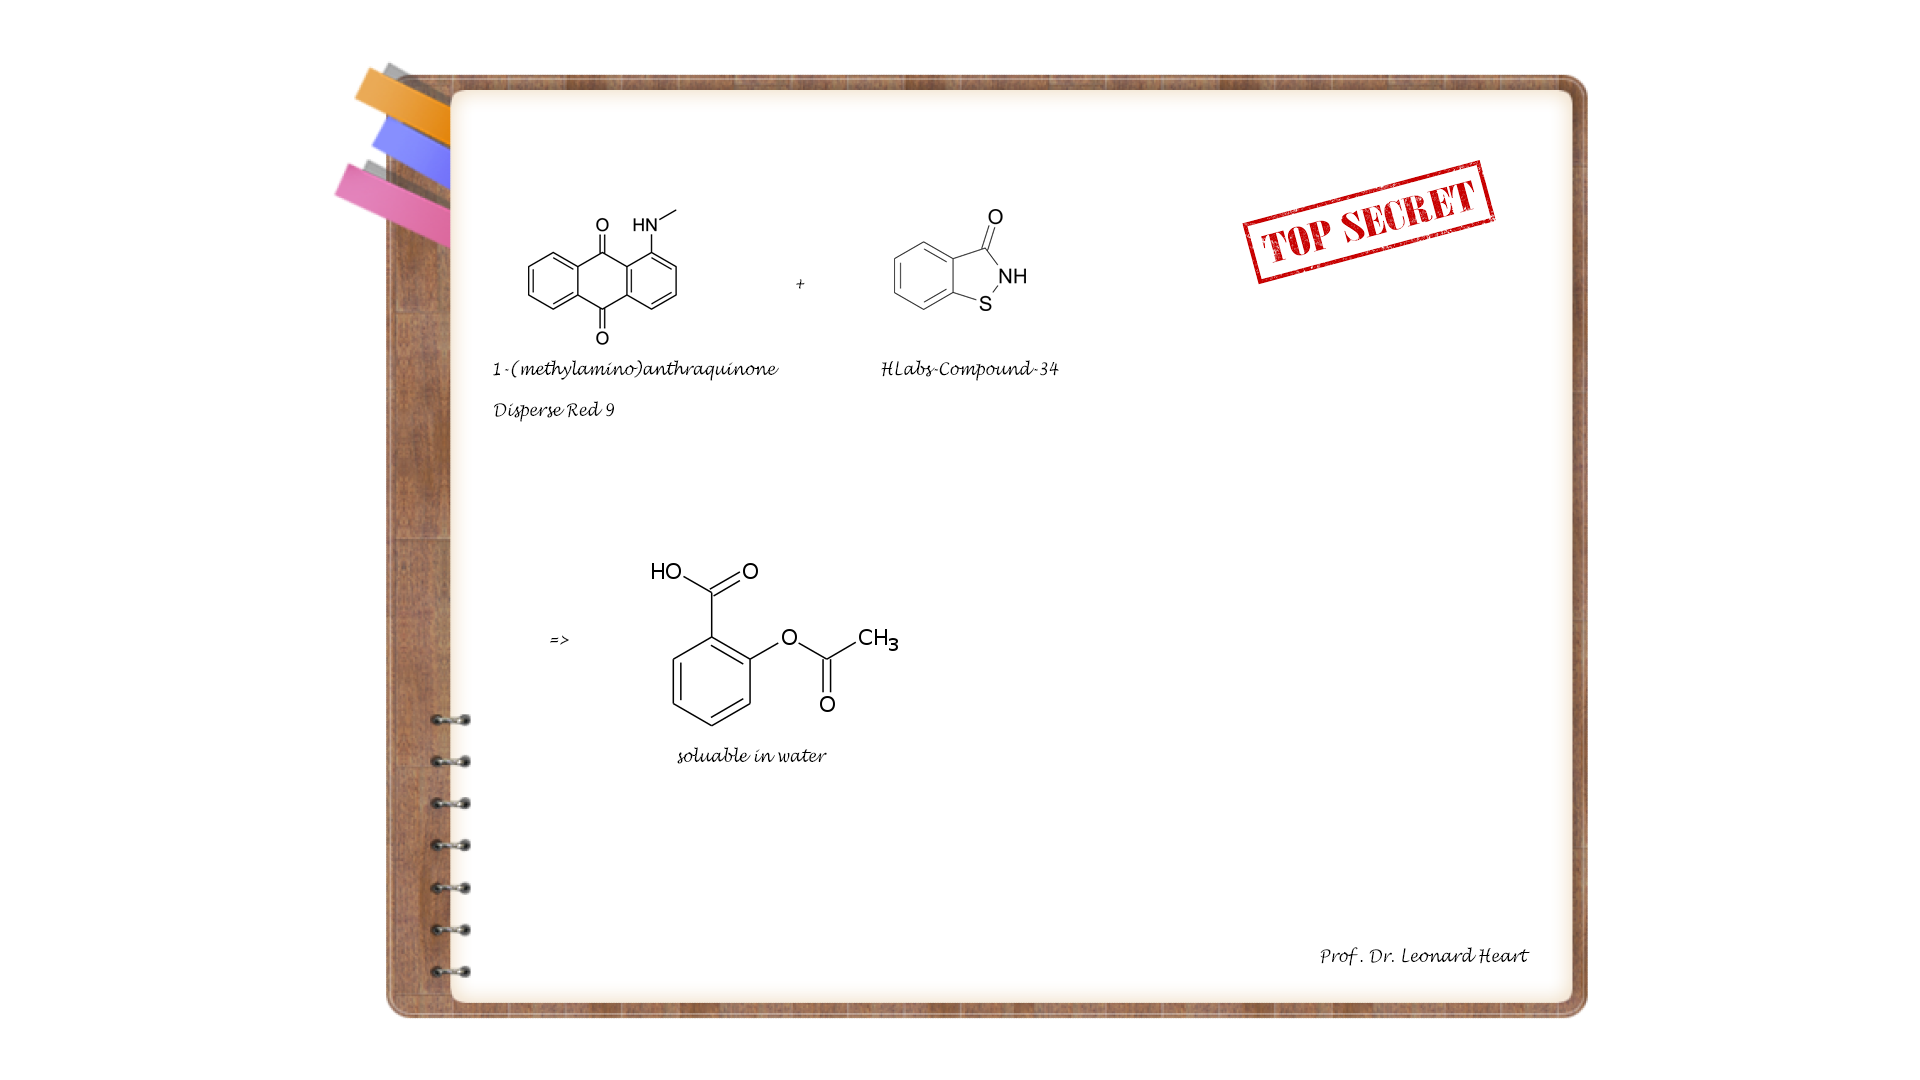 TOP SECRET
O HN
+
O
NH
S
O
1-(methylamino)anthraquinone HLabs-Compound-34
Disperse Red 9
HO O
=> O CH3
O
soluable in water
Prof. Dr. Leonard Heart